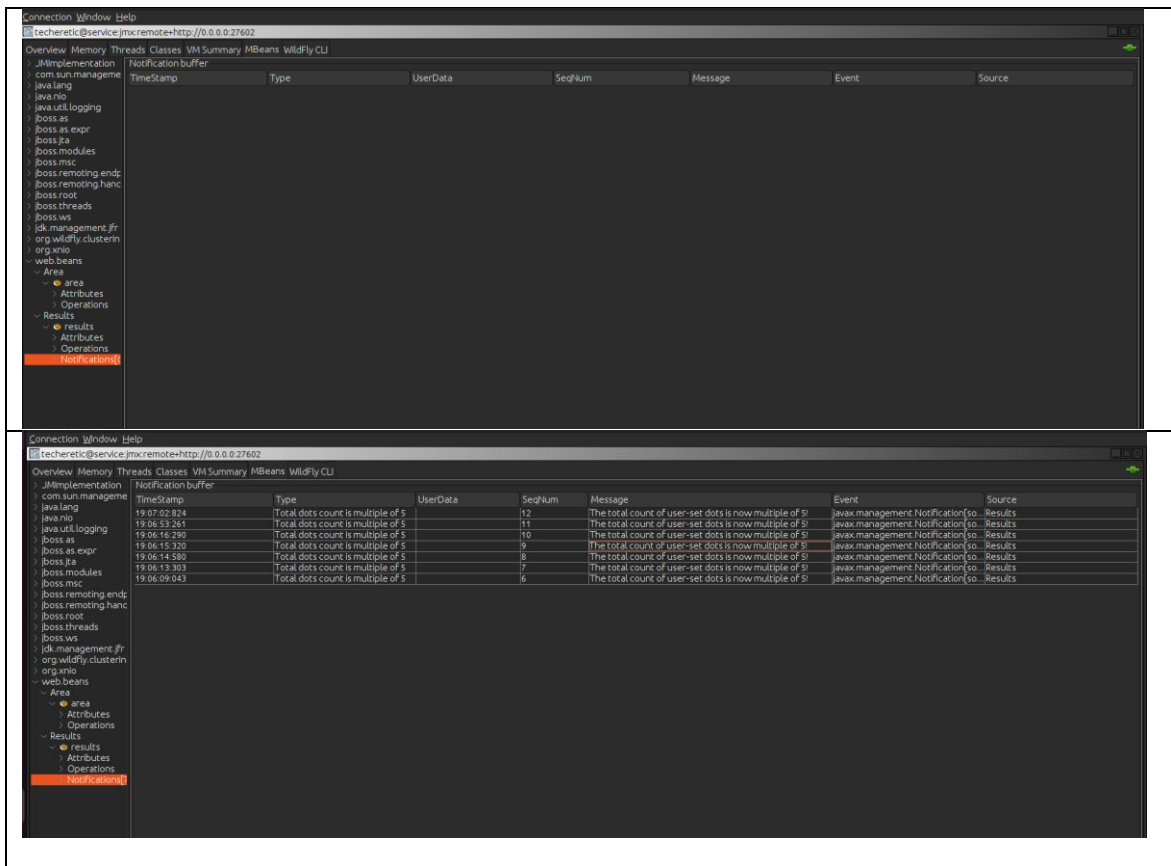 Connection Window Help
techeretic@service:jmx:remote+http://0.0.0.0:27602
Overview Memory Threads Classes VM Summary MBeans WildFly CLI
JMImplementation
com.sun.manageme
java.lang
java.nio
java.util.logging
jboss.as
jboss.as.expr
jboss.jta
jboss.modules
jboss.msc
jboss.remoting.endp
jboss.remoting.hanc
jboss.root
jboss.threads
jboss.ws
jdk.management.jfr
org.wildfly.clusterin
org.xnio
web.beans
Area
area
Attributes
Operations
Results
results
Attributes
Operations
Notifications[
Notification buffer
TimeStamp Type UserData SeqNum Message Event Source
Connection Window Help
techeretic@service:jmx:remote+http://0.0.0.0:27602
Overview Memory Threads Classes VM Summary MBeans WildFly CLI
JMImplementation
com.sun.manageme
java.lang
java.nio
java.util.logging
jboss.as
jboss.as.expr
jboss.jta
jboss.modules
jboss.msc
jboss.remoting.endp
jboss.remoting.hanc
jboss.root
jboss.threads
jboss.ws
jdk.management.jfr
org.wildfly.clusterin
org.xnio
web.beans
Area
area
Attributes
Operations
Results
results
Attributes
Operations
Notifications[
Notification buffer
TimeStamp Type UserData SeqNum Message Event Source
19:07:02:824 Total dots count is multiple of 5 12 The total count of user-set dots is now multiple of 5! javax.management.Notification[so... Results
19:06:53:261 Total dots count is multiple of 5 11 The total count of user-set dots is now multiple of 5! javax.management.Notification[so... Results
19:06:16:290 Total dots count is multiple of 5 10 The total count of user-set dots is now multiple of 5! javax.management.Notification[so... Results
19:06:15:320 Total dots count is multiple of 5 9 The total count of user-set dots is now multiple of 5! javax.management.Notification[so... Results
19:06:14:580 Total dots count is multiple of 5 8 The total count of user-set dots is now multiple of 5! javax.management.Notification[so... Results
19:06:13:303 Total dots count is multiple of 5 7 The total count of user-set dots is now multiple of 5! javax.management.Notification[so... Results
19:06:09:043 Total dots count is multiple of 5 6 The total count of user-set dots is now multiple of 5! javax.management.Notification[so... Results